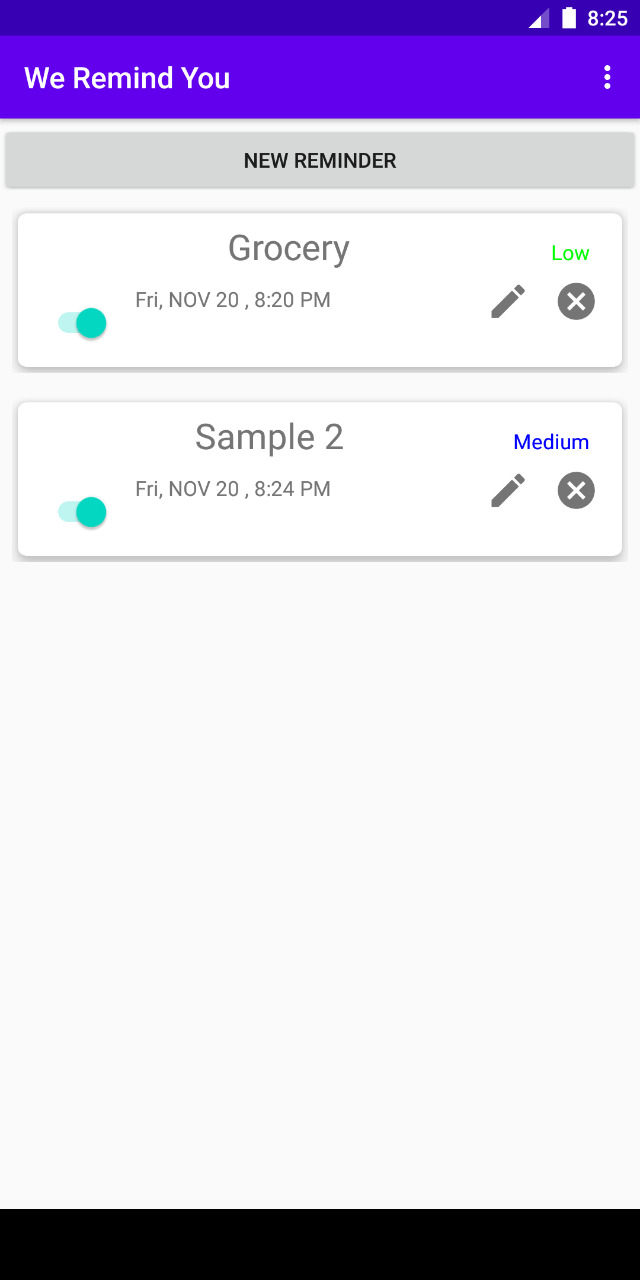 8:25
We Remind You
NEW REMINDER
Grocery
Low
Fri, NOV 20 , 8:20 PM
Sample 2
Medium
Fri, NOV 20 , 8:24 PM